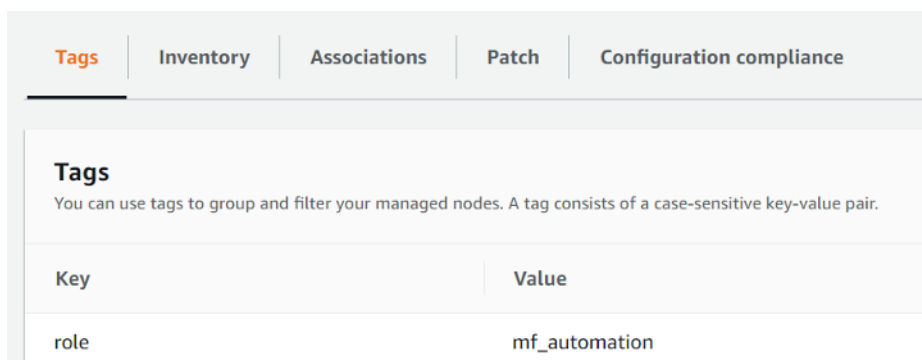 Tags Inventory Associations Patch Configuration compliance
Tags
You can use tags to group and filter your managed nodes. A tag consists of a case-sensitive key-value pair.
Key Value
role mf_automation